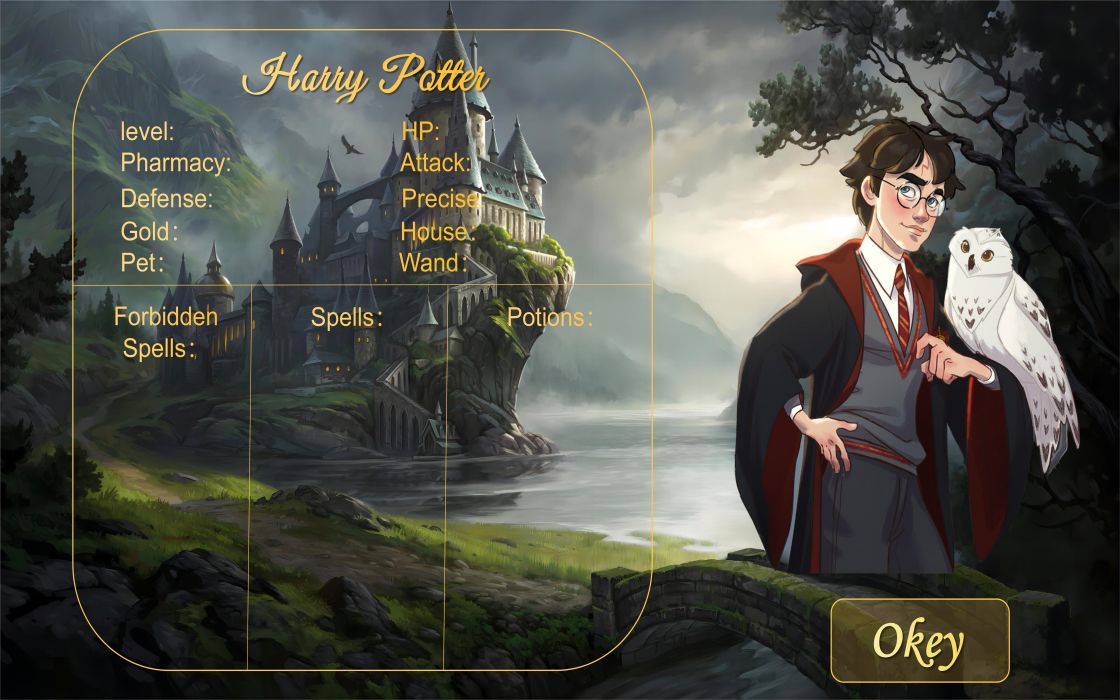 Harry Potter
level:
HP:
Pharmacy:
Attack:
Defense:
Precise:
Gold:
House:
Pet:
Wand:
Forbidden
Spells:
Spells:
Potions:
Okey